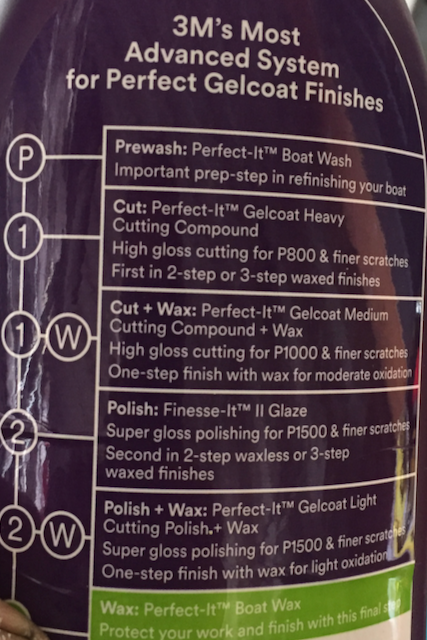 3M's Most
Advanced System
for Perfect Gelcoat Finishes
P
Prewash: Perfect-It™ Boat Wash
Important prep-step in refinishing your boat
1
Cut: Perfect-It™ Gelcoat Heavy
Cutting Compound
High gloss cutting for P800 & finer scratches
First in 2-step or 3-step waxed finishes
1 W
Cut + Wax: Perfect-It™ Gelcoat Medium
Cutting Compound + Wax
High gloss cutting for P1000 & finer scratches
One-step finish with wax for moderate oxidation
2
Polish: Finesse-It™ II Glaze
Super gloss polishing for P1500 & finer scratches
Second in 2-step waxless or 3-step
waxed finishes
2 W
Polish + Wax: Perfect-It™ Gelcoat Light
Cutting Polish + Wax
Super gloss polishing for P1500 & finer scratches
One-step finish with wax for light oxidation
Wax: Perfect-It™ Boat Wax
Protect your work and finish with this final step